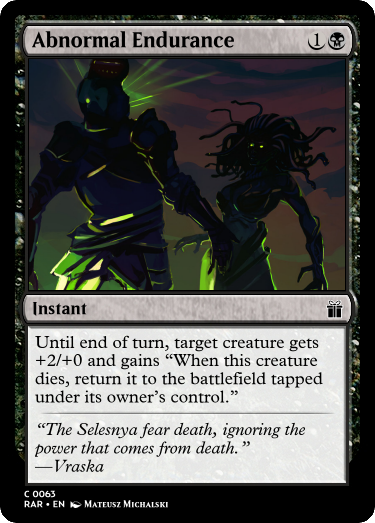 Abnormal Endurance 1
Instant
Until end of turn, target creature gets
+2/+0 and gains “When this creature
dies, return it to the battlefield tapped
under its owner’s control.”
“The Selesnya fear death, ignoring the
power that comes from death.”
—Vraska
C 0063
RAR • EN Mateusz Michalski